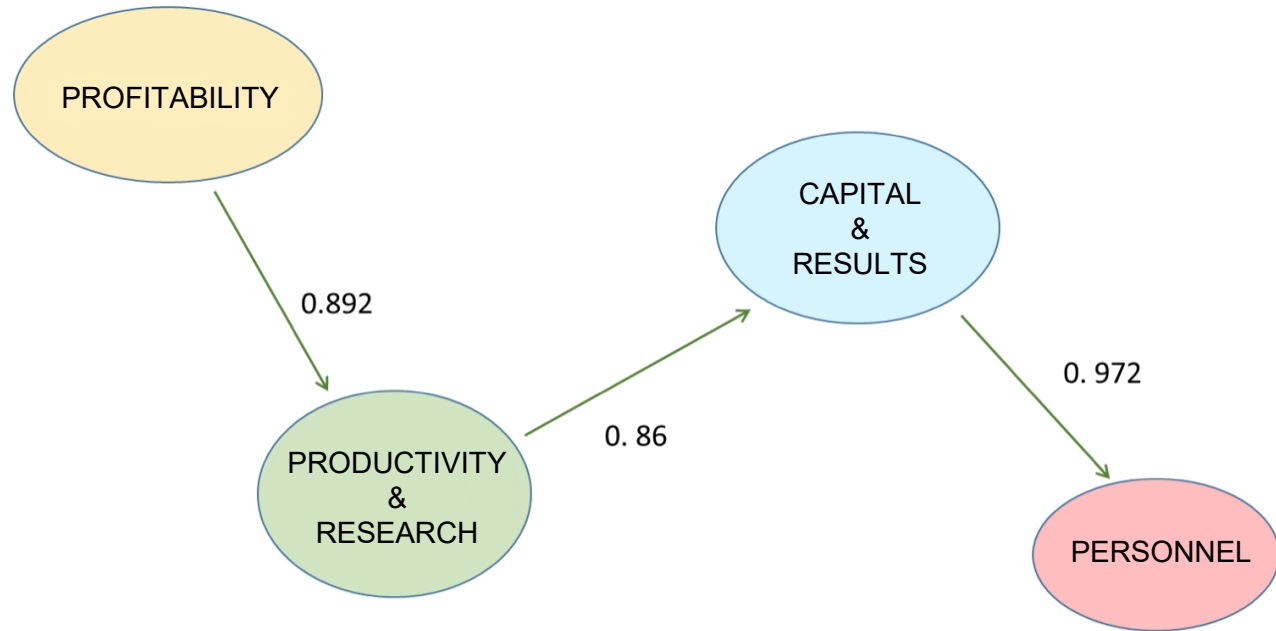 PROFITABILITY
0.892
PRODUCTIVITY
&
RESEARCH
0. 86
CAPITAL
&
RESULTS
0. 972
PERSONNEL